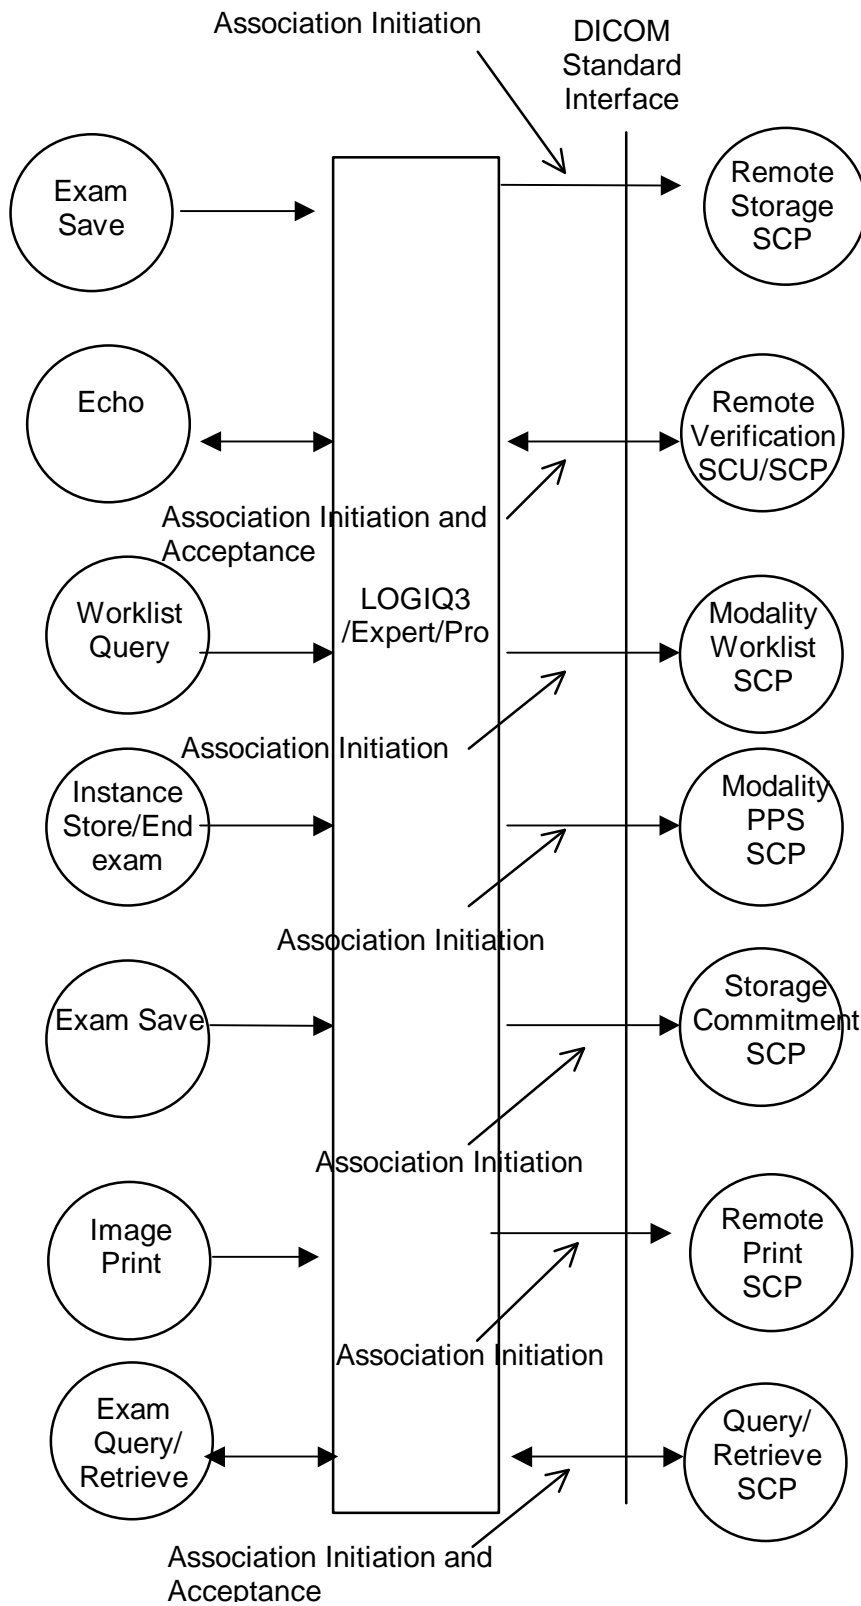 Association Initiation
DICOM
Standard
Interface
Exam
Save
Remote
Storage
SCP
Echo
Remote
Verification
SCU/SCP
Association Initiation and
Acceptance
Worklist
Query
LOGIQ3
/Expert/Pro
Modality
Worklist
SCP
Association Initiation
Instance
Store/End
exam
Modality
PPS
SCP
Association Initiation
Exam Save
Storage
Commitment
SCP
Association Initiation
Image
Print
Remote
Print
SCP
Association Initiation
Exam
Query/
Retrieve
Query/
Retrieve
SCP
Association Initiation and
Acceptance